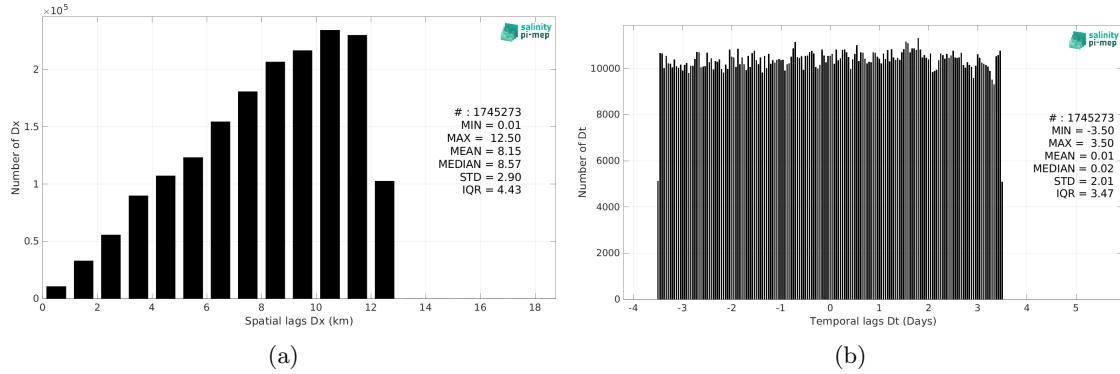 ×10⁵
salinity
pi-mep
2
1.5
1
0.5
0
Number of Dx
# : 1745273
MIN = 0.01
MAX = 12.50
MEAN = 8.15
MEDIAN = 8.57
STD = 2.90
IQR = 4.43
0 2 4 6 8 10 12 14 16 18
Spatial lags Dx (km)
(a)
salinity
pi-mep
10000
8000
6000
4000
2000
0
Number of Dt
# : 1745273
MIN = -3.50
MAX = 3.50
MEAN = 0.01
MEDIAN = 0.02
STD = 2.01
IQR = 3.47
-4 -3 -2 -1 0 1 2 3 4 5
Temporal lags Dt (Days)
(b)